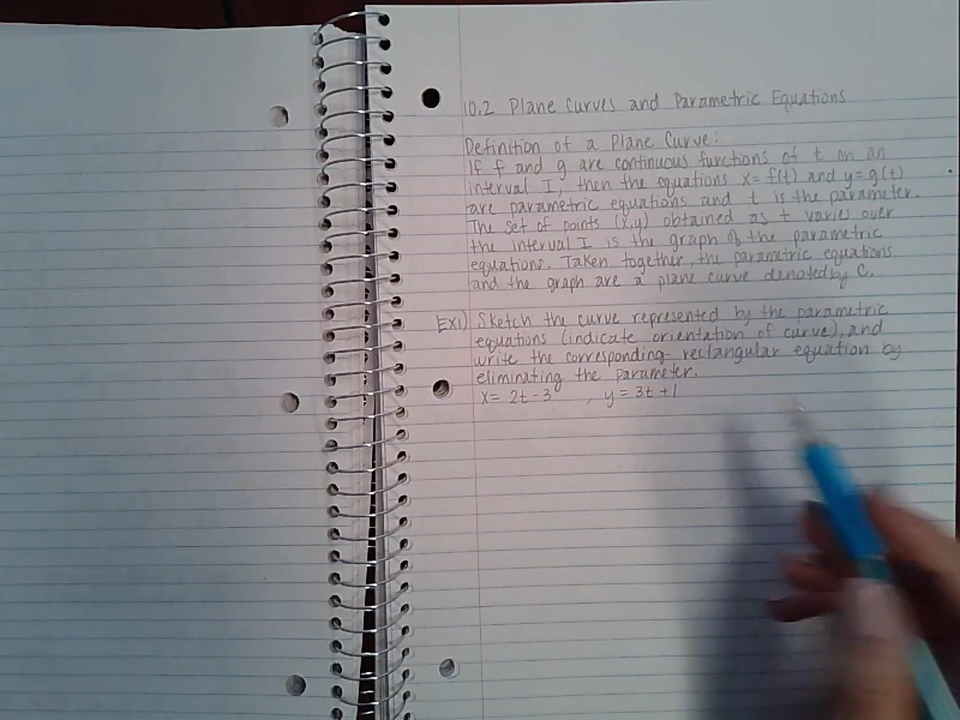 10.2 Plane Curves and Parametric Equations
Definition of a Plane Curve:
If f and g are continuous functions of t on an
interval I, then the equations x= f(t) and y=g(t)
are parametric equations and t is the parameter.
The set of points (x,y) obtained as t varies over
the interval I is the graph of the parametric
equations. Taken together, the parametric equations
and the graph are a plane curve denoted by C.
EX1) Sketch the curve represented by the parametric
equations (indicate orientation of curve), and
write the corresponding rectangular equation by
eliminating the parameter.
x= 2t-3 , y = 3t +1